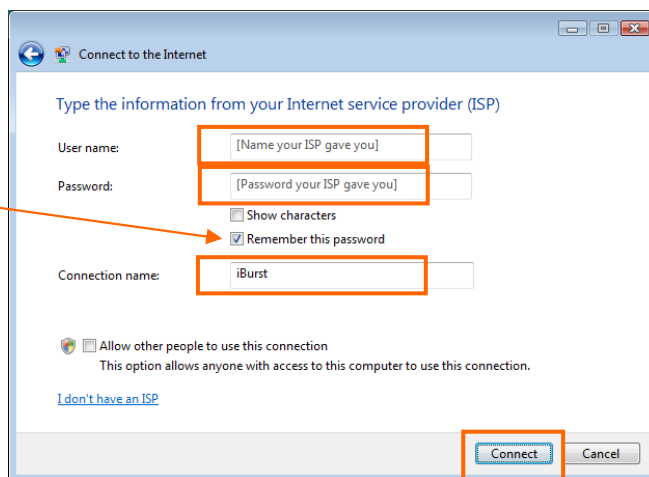 Connect to the Internet
Type the information from your Internet service provider (ISP)
User name: [Name your ISP gave you]
Password: [Password your ISP gave you]
Show characters
Remember this password
Connection name: iBurst
Allow other people to use this connection
This option allows anyone with access to this computer to use this connection.
I don't have an ISP
Connect Cancel